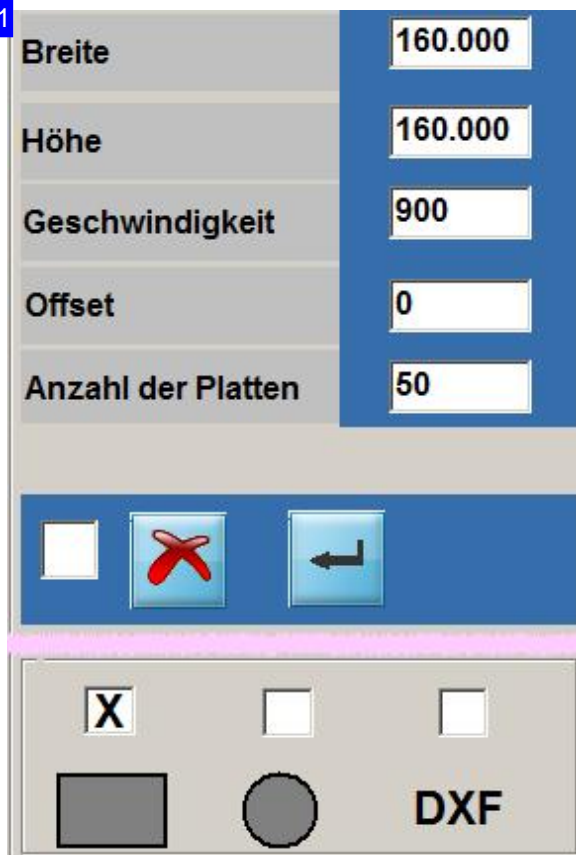 1
Breite 160.000
Höhe 160.000
Geschwindigkeit 900
Offset 0
Anzahl der Platten 50
X
DXF